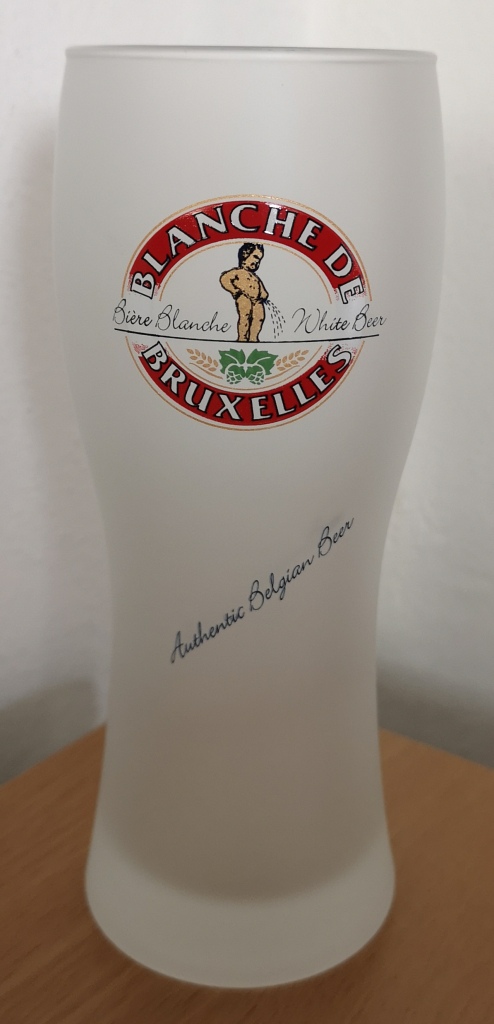 BLANCHE DE
Bière Blanche White Beer
BRUXELLES
Authentic Belgian Beer